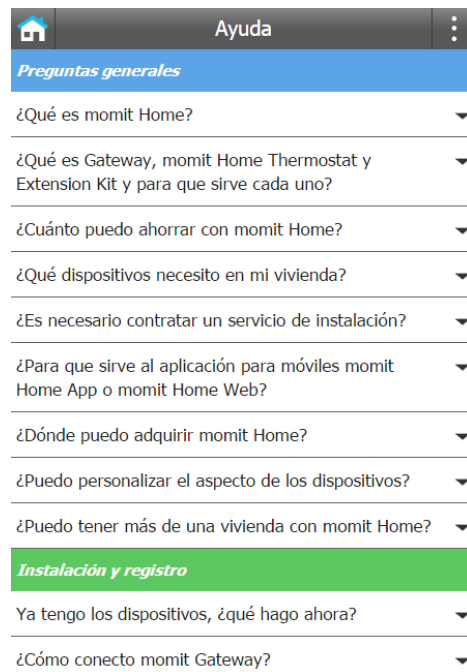 Ayuda
Preguntas generales
¿Qué es momit Home?
¿Qué es Gateway, momit Home Thermostat y
Extension Kit y para que sirve cada uno?
¿Cuánto puedo ahorrar con momit Home?
¿Qué dispositivos necesito en mi vivienda?
¿Es necesario contratar un servicio de instalación?
¿Para que sirve al aplicación para móviles momit
Home App o momit Home Web?
¿Dónde puedo adquirir momit Home?
¿Puedo personalizar el aspecto de los dispositivos?
¿Puedo tener más de una vivienda con momit Home?
Instalación y registro
Ya tengo los dispositivos, ¿qué hago ahora?
¿Cómo conecto momit Gateway?